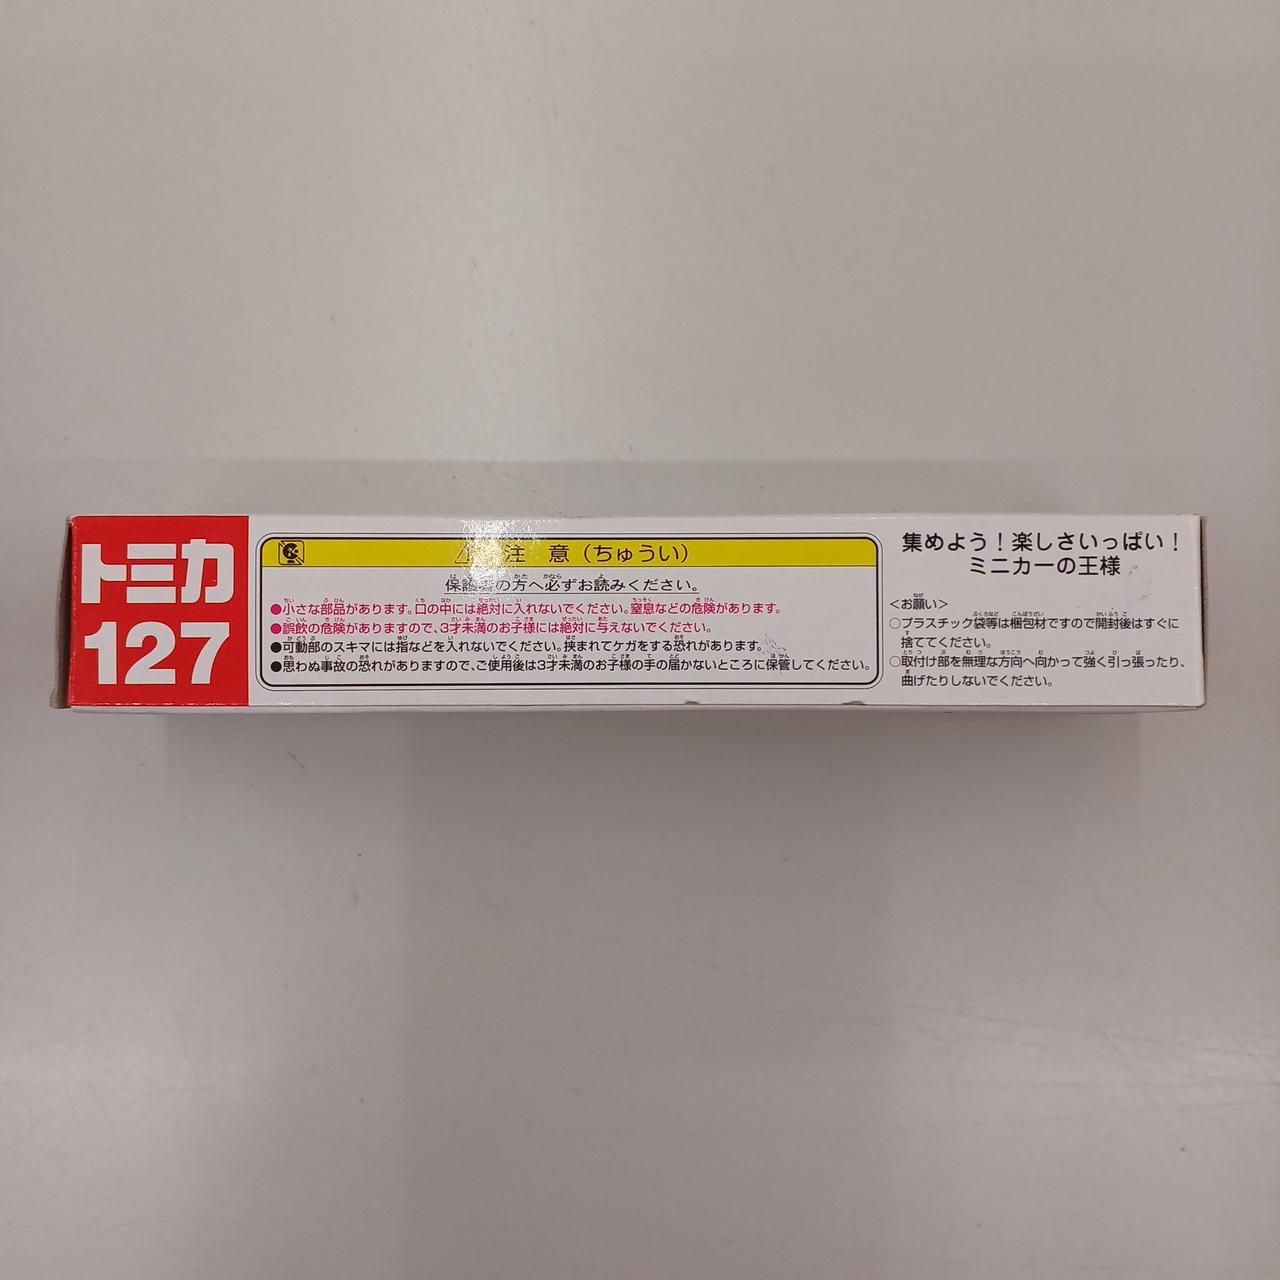 トミカ
127
⚠ 注 意（ちゅうい）
保護者の方へ必ずお読みください。
●小さな部品があります。口の中には絶対に入れないでください。窒息などの危険があります。
●誤飲の危険がありますので、3才未満のお子様には絶対に与えないでください。
●可動部のスキマには指などを入れないでください。挟まれてケガをする恐れがあります。
●思わぬ事故の恐れがありますので、ご使用後は3才未満のお子様の手の届かないところに保管してください。
集めよう！楽しさいっぱい！
ミニカーの王様
＜お願い＞
○プラスチック袋等は梱包材ですので開封後はすぐに
捨ててください。
○取付け部を無理な方向へ向かって強く引っ張ったり、
曲げたりしないでください。